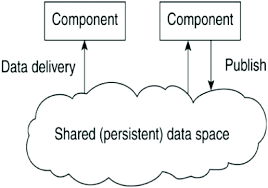 Component
Component
Data delivery
Publish
Shared (persistent) data space